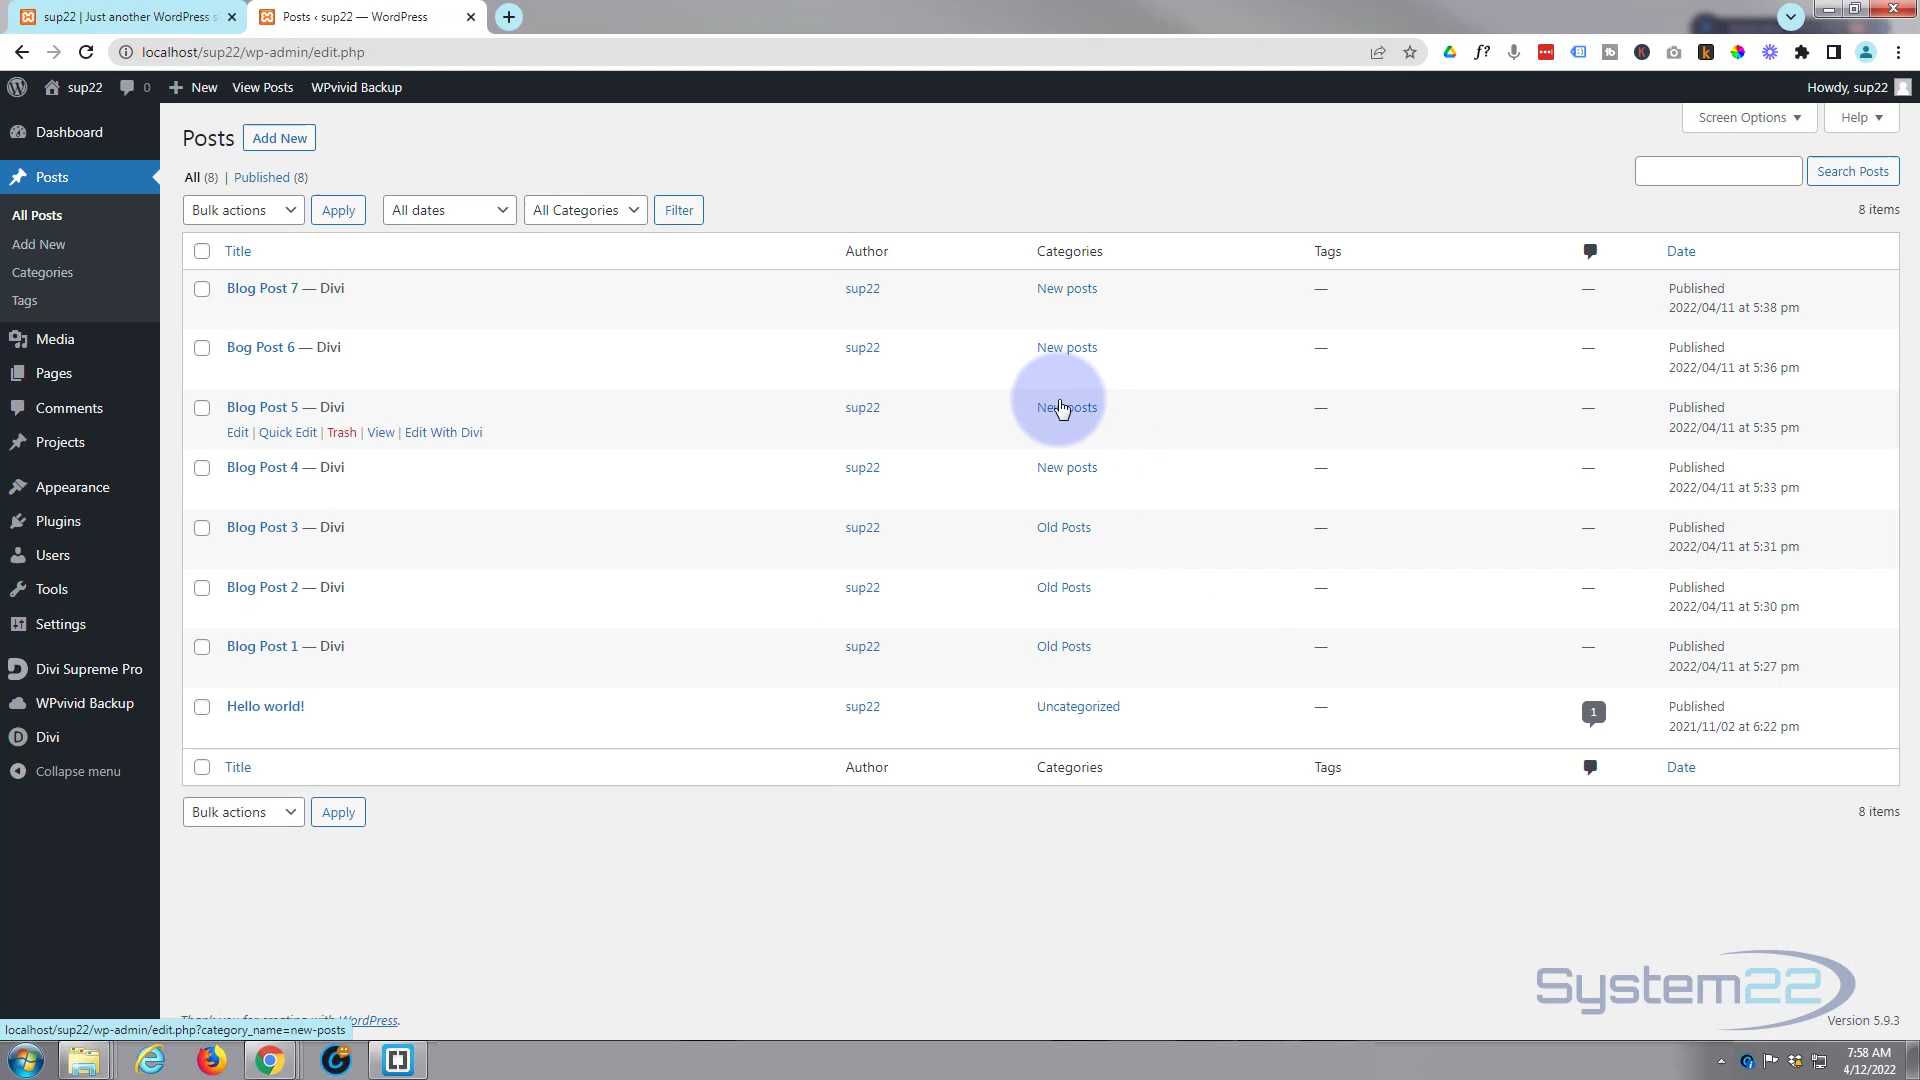 sup22 | Just another WordPress s
Posts ‹ sup22 — WordPress
localhost/sup22/wp-admin/edit.php
sup22 0 New View Posts WPvivid Backup Howdy, sup22
Dashboard
Posts
All Posts
Add New
Categories
Tags
Media
Pages
Comments
Projects
Appearance
Plugins
Users
Tools
Settings
Divi Supreme Pro
WPvivid Backup
Divi
Collapse menu
Screen Options Help
Posts Add New
All (8) | Published (8)
Search Posts
Bulk actions Apply All dates All Categories Filter 8 items
Title Author Categories Tags Date
Blog Post 7 — Divi sup22 New posts — — Published
2022/04/11 at 5:38 pm
Bog Post 6 — Divi sup22 New posts — — Published
2022/04/11 at 5:36 pm
Blog Post 5 — Divi sup22 New posts — — Published
2022/04/11 at 5:35 pm
Edit | Quick Edit | Trash | View | Edit With Divi
Blog Post 4 — Divi sup22 New posts — — Published
2022/04/11 at 5:33 pm
Blog Post 3 — Divi sup22 Old Posts — — Published
2022/04/11 at 5:31 pm
Blog Post 2 — Divi sup22 Old Posts — — Published
2022/04/11 at 5:30 pm
Blog Post 1 — Divi sup22 Old Posts — — Published
2022/04/11 at 5:27 pm
Hello world! sup22 Uncategorized — 1 Published
2021/11/02 at 6:22 pm
Title Author Categories Tags Date
Bulk actions Apply 8 items
System22
Thank you for creating with WordPress. Version 5.9.3
localhost/sup22/wp-admin/edit.php?category_name=new-posts
7:58 AM
4/12/2022